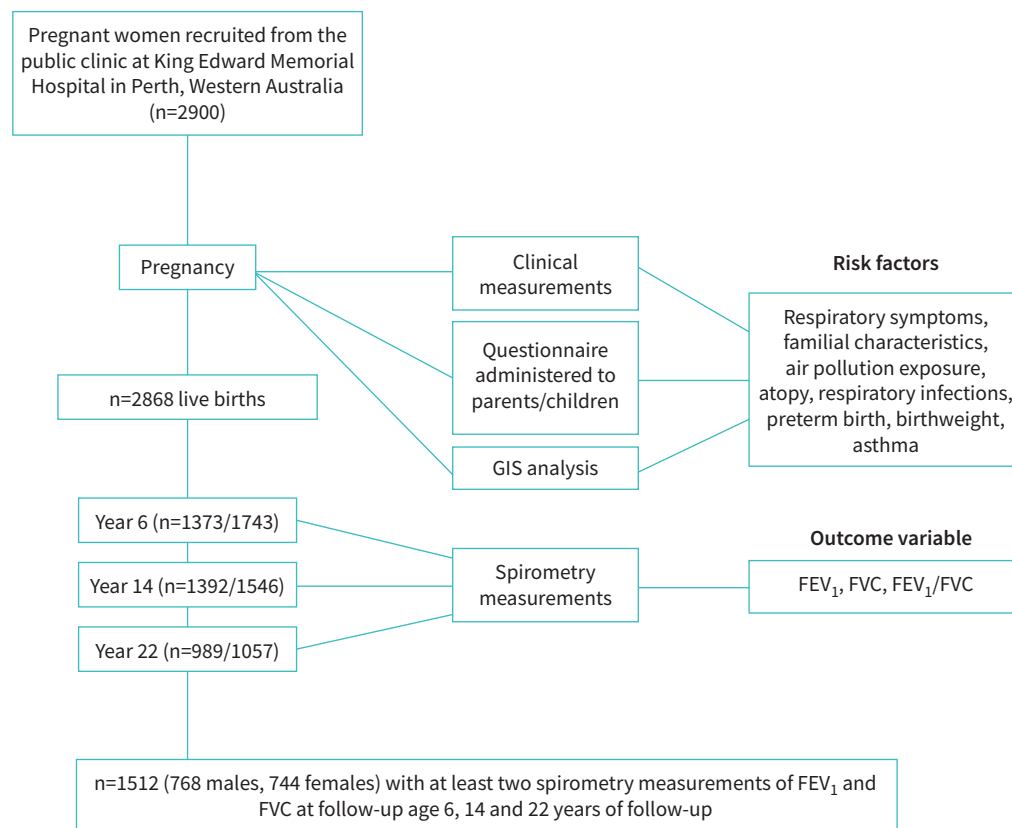 Pregnant women recruited from the
public clinic at King Edward Memorial
Hospital in Perth, Western Australia
(n=2900)
Pregnancy
n=2868 live births
Clinical
measurements
Questionnaire
administered to
parents/children
GIS analysis
Risk factors
Respiratory symptoms,
familial characteristics,
air pollution exposure,
atopy, respiratory infections,
preterm birth, birthweight,
asthma
Year 6 (n=1373/1743)
Year 14 (n=1392/1546)
Year 22 (n=989/1057)
Spirometry
measurements
Outcome variable
FEV₁, FVC, FEV₁/FVC
n=1512 (768 males, 744 females) with at least two spirometry measurements of FEV₁ and
FVC at follow-up age 6, 14 and 22 years of follow-up